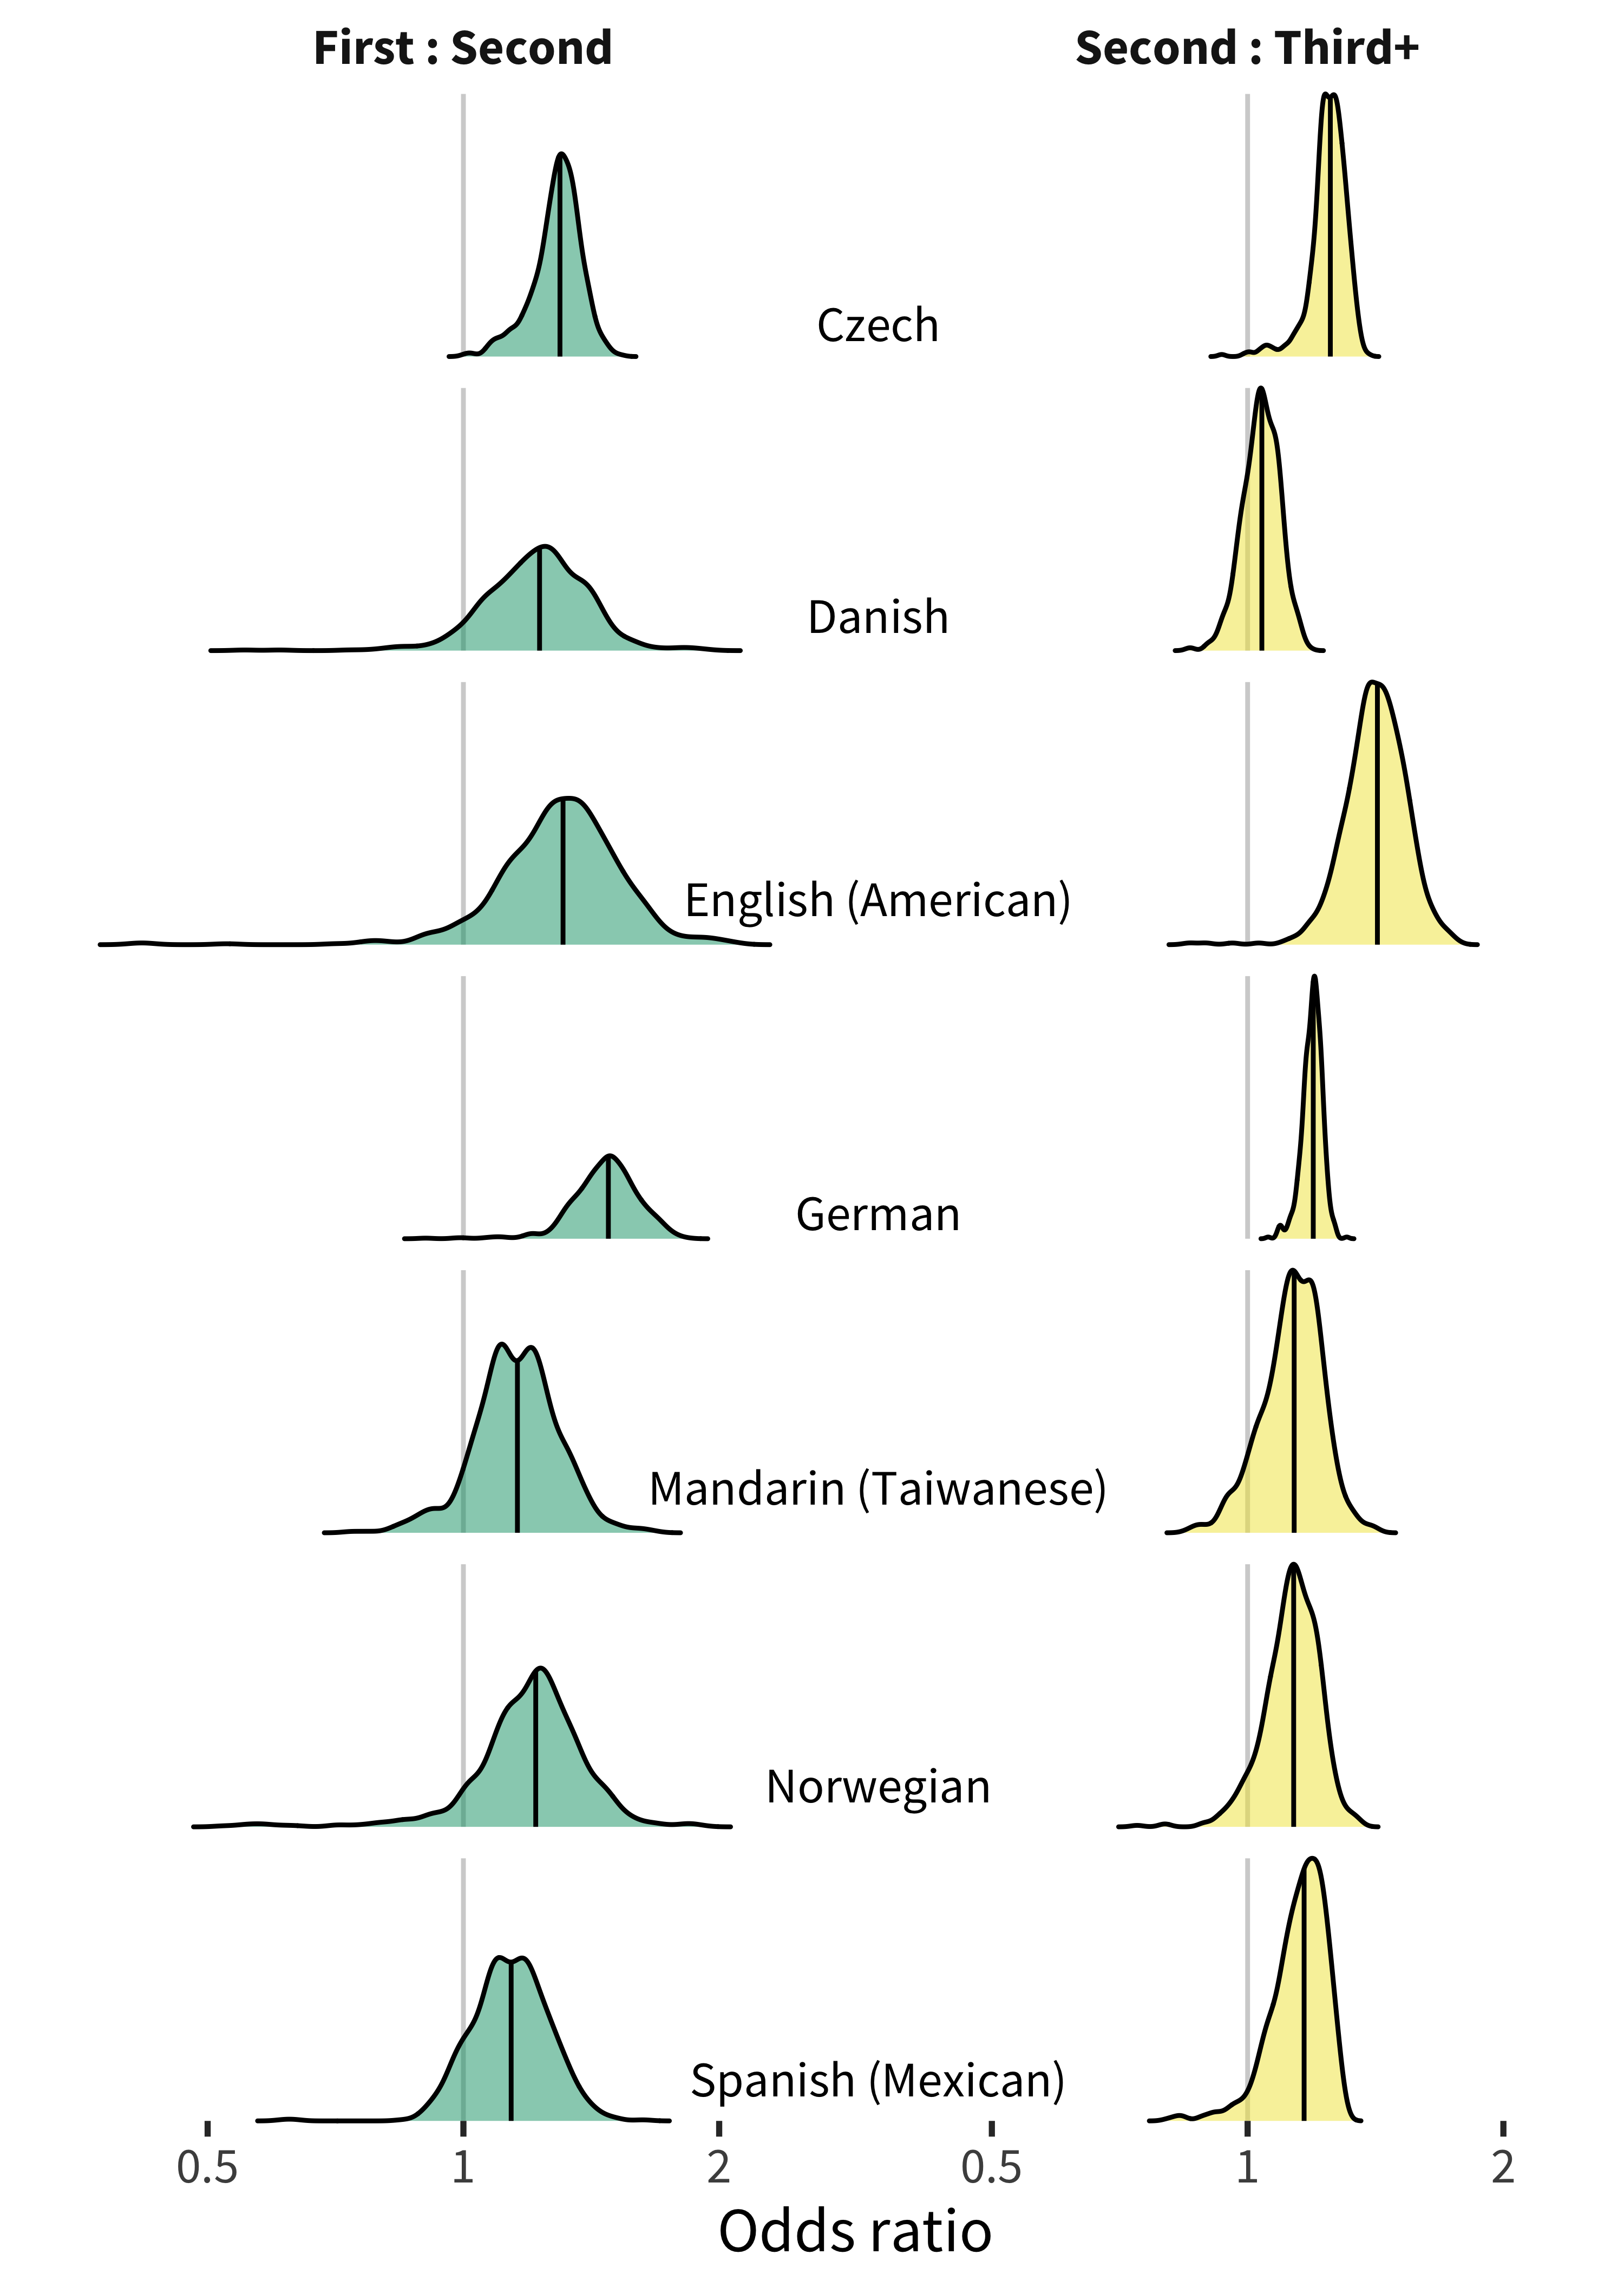 First : Second
Second : Third+
Czech
Danish
English (American)
German
Mandarin (Taiwanese)
Norwegian
Spanish (Mexican)
0.5 1 2 0.5 1 2
Odds ratio